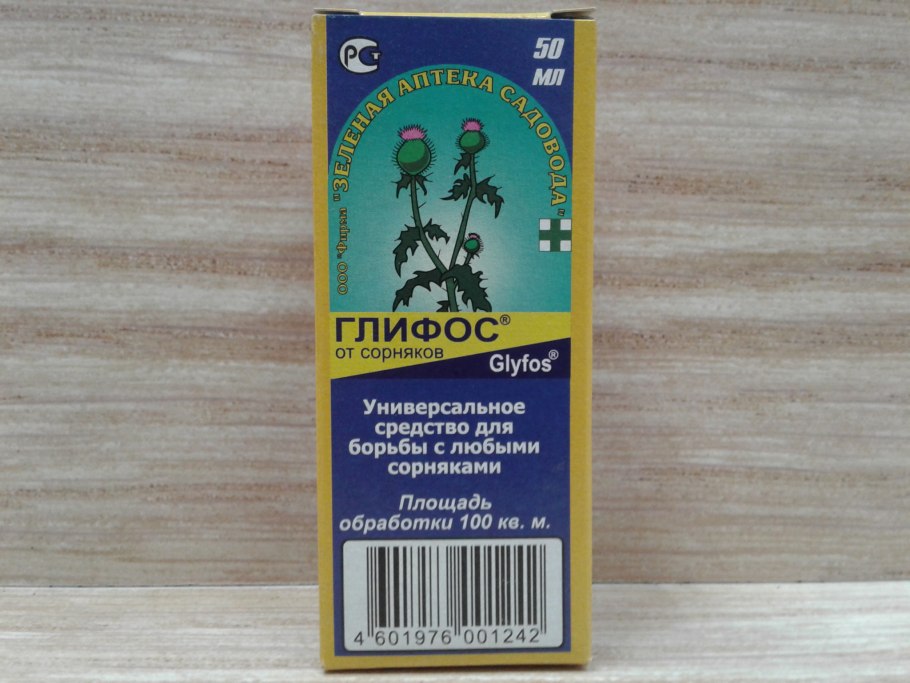 РСТ
50
МЛ
ООО "Фирма "ЗЕЛЕНАЯ АПТЕКА САДОВОДА"
ГЛИФОС®
от сорняков
Glyfos®
Универсальное
средство для
борьбы с любыми
сорняками
Площадь
обработки 100 кв. м.
4 601976 001242